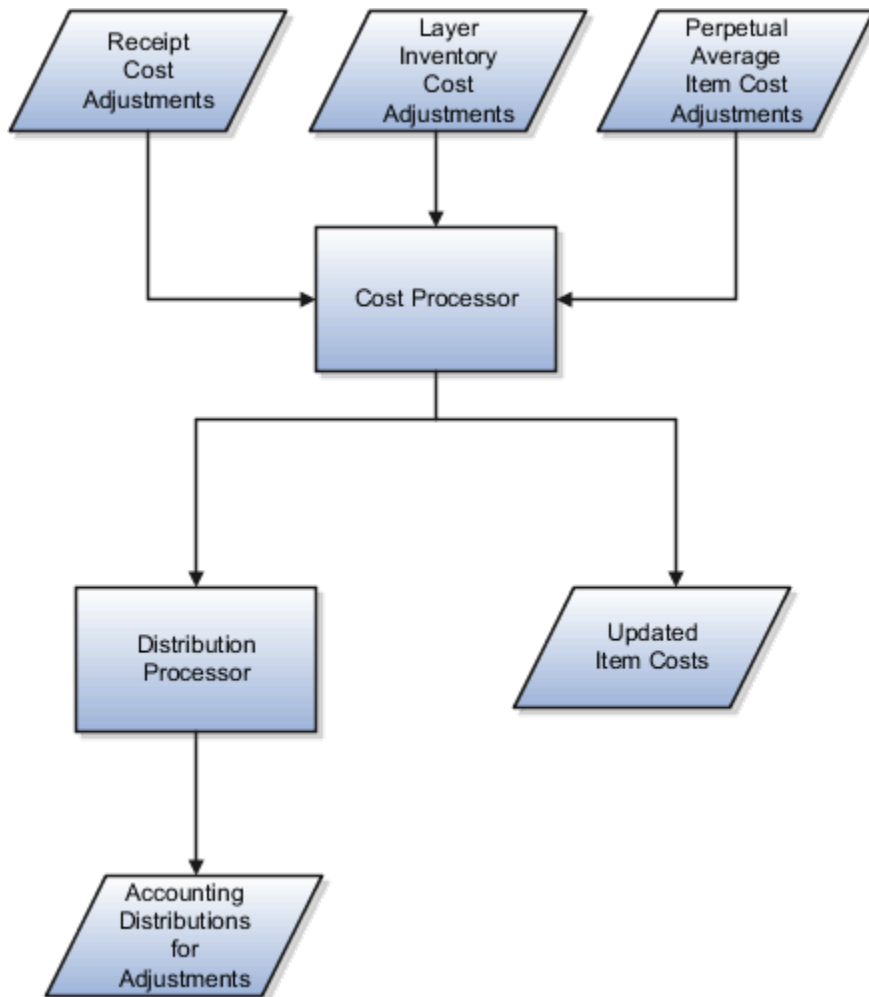 Receipt
Cost
Adjustments
Layer
Inventory
Cost
Adjustments
Perpetual
Average
Item Cost
Adjustments
Cost Processor
Distribution
Processor
Updated
Item Costs
Accounting
Distributions
for
Adjustments